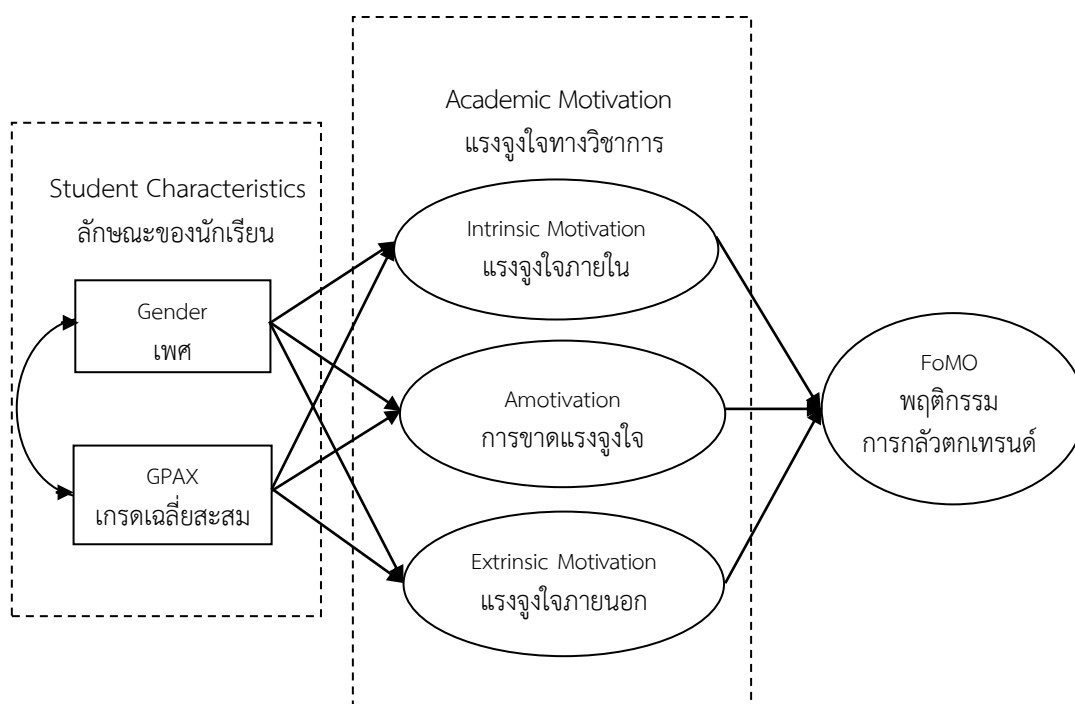 Academic Motivation
แรงจูงใจทางวิชาการ
Student Characteristics
ลักษณะของนักเรียน
Intrinsic Motivation
แรงจูงใจภายใน
Gender
เพศ
Amotivation
การขาดแรงจูงใจ
FoMO
พฤติกรรม
การกลัวตกเทรนด์
GPAX
เกรดเฉลี่ยสะสม
Extrinsic Motivation
แรงจูงใจภายนอก